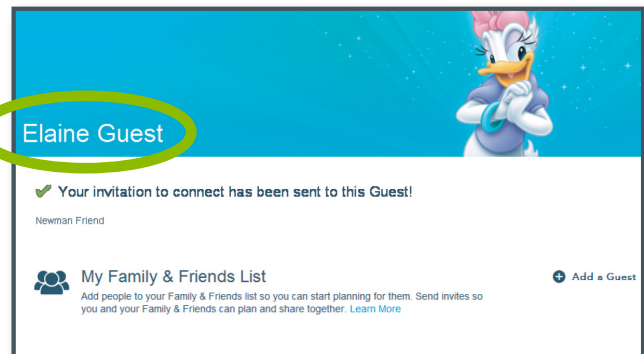 Elaine Guest
Your invitation to connect has been sent to this Guest!
Newman Friend
My Family & Friends List
Add a Guest
Add people to your Family & Friends list so you can start planning for them. Send invites so
you and your Family & Friends can plan and share together. Learn More